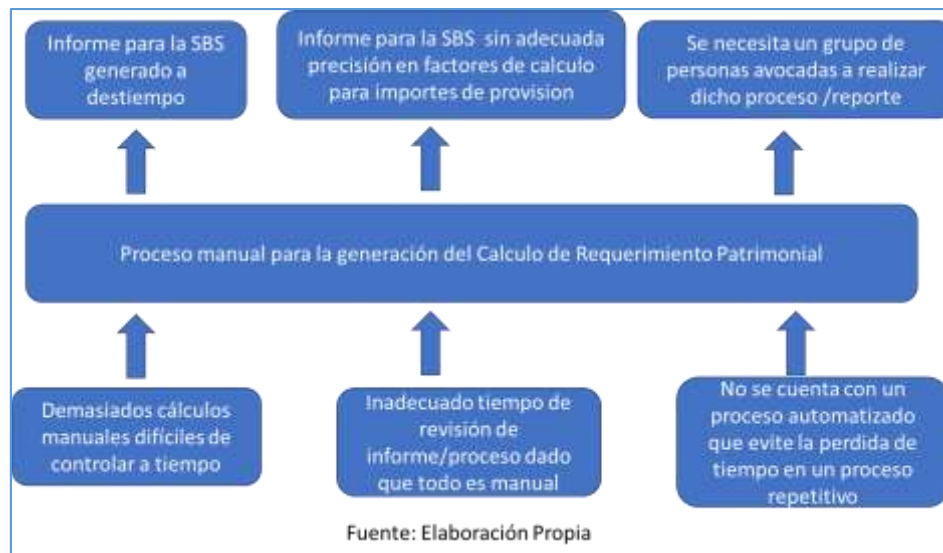 Informe para la SBS
generado a
destiempo
Informe para la SBS sin adecuada
precisión en factores de calculo
para importes de provision
Se necesita un grupo de
personas avocadas a realizar
dicho proceso /reporte
Proceso manual para la generación del Calculo de Requerimiento Patrimonial
Demasiados cálculos
manuales difíciles de
controlar a tiempo
Inadecuado tiempo de
revisión de
informe/proceso dado
que todo es manual
No se cuenta con un
proceso automatizado
que evite la perdida de
tiempo en un proceso
repetitivo
Fuente: Elaboración Propia